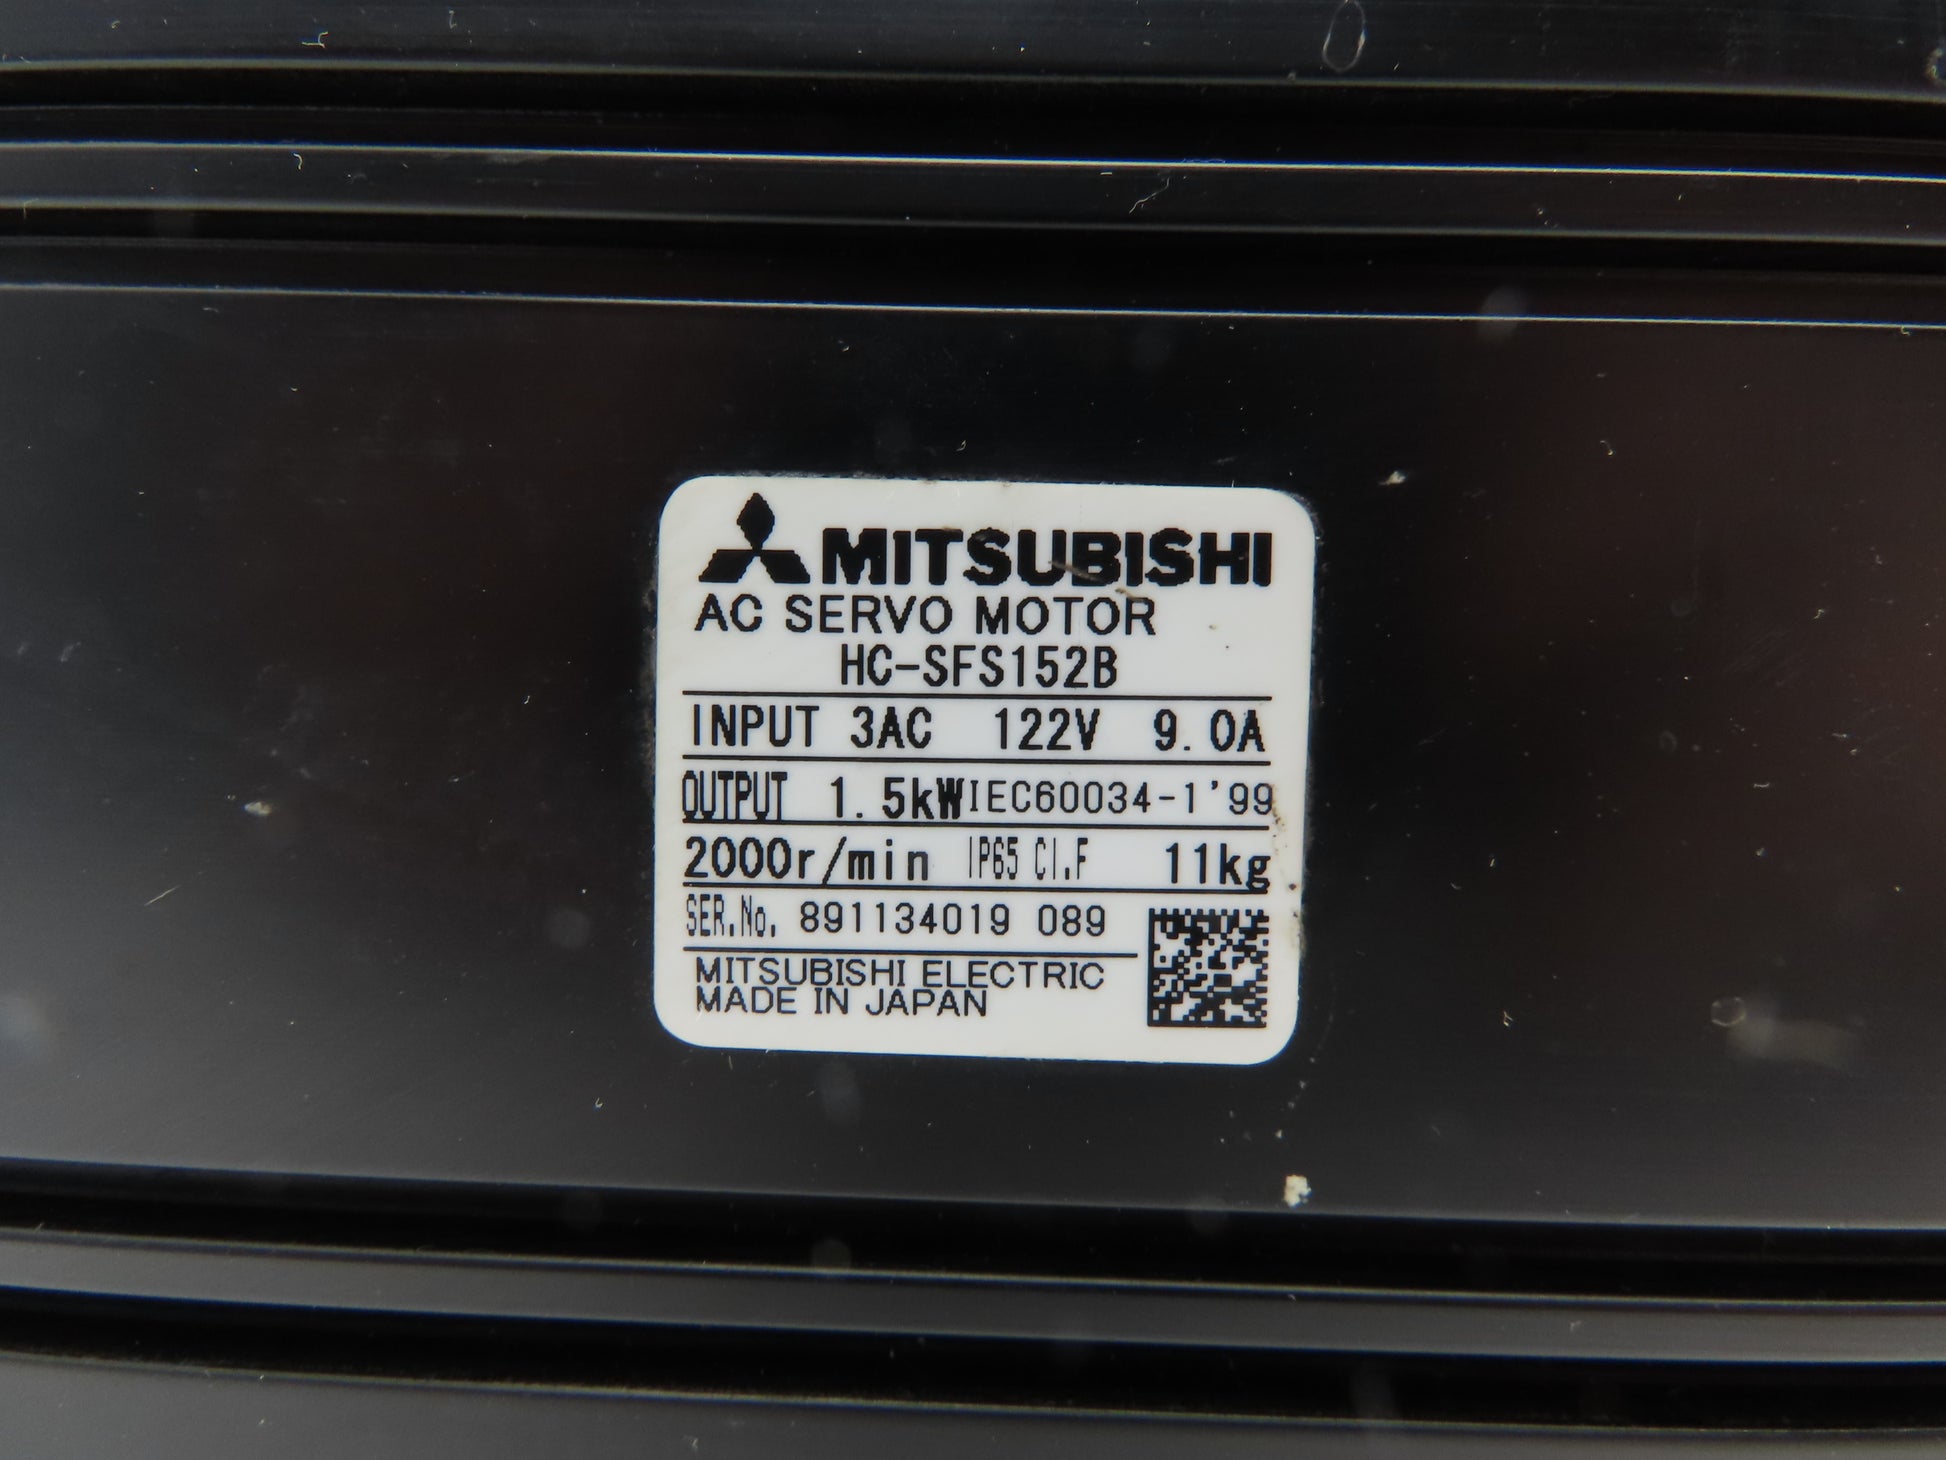 MITSUBISHI
AC SERVO MOTOR
HC-SFS152B
INPUT 3AC 122V 9.0A
OUTPUT 1.5kW IEC60034-1'99
2000r/min IP65 CI.F 11kg
SER.No. 891134019 089
MITSUBISHI ELECTRIC
MADE IN JAPAN